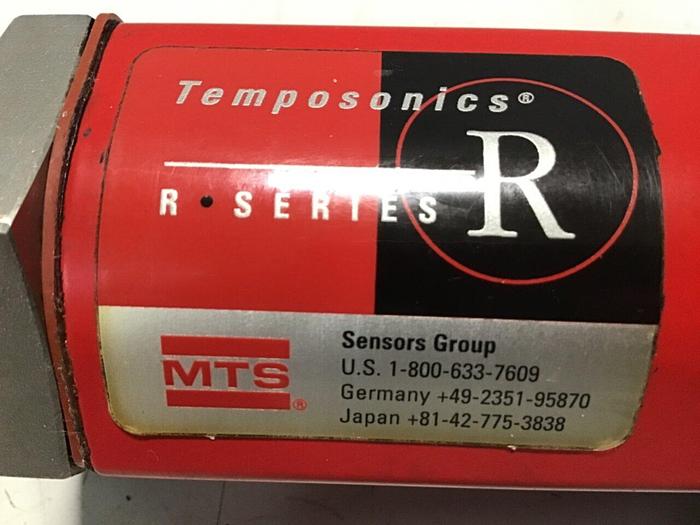 Temposonics®
R
R • SERIES
MTS®
Sensors Group
U.S. 1-800-633-7609
Germany +49-2351-95870
Japan +81-42-775-3838